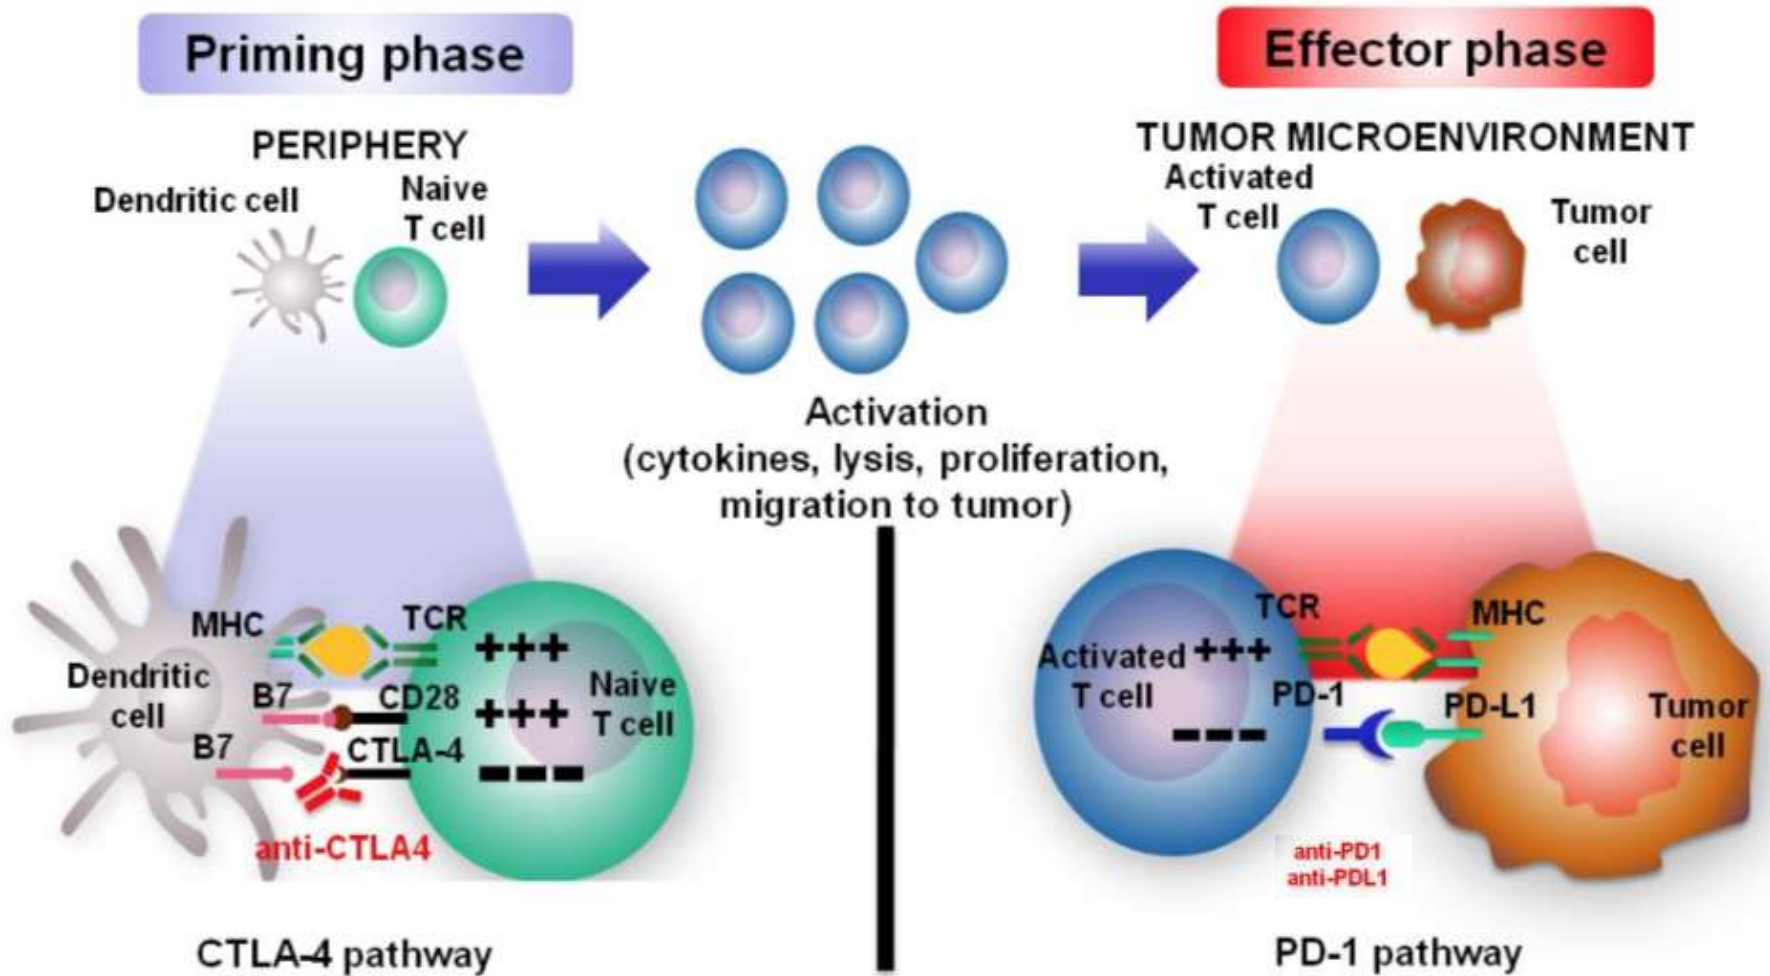 Priming phase
Effector phase
PERIPHERY
Dendritic cell
Naive
T cell
TUMOR MICROENVIRONMENT
Activated
T cell
Tumor
cell
Activation
(cytokines, lysis, proliferation,
migration to tumor)
MHC
TCR
+++
Dendritic
cell
B7
CD28
+++
Naive
T cell
B7
CTLA-4
---
anti-CTLA4
CTLA-4 pathway
TCR
MHC
Activated
T cell
+++
PD-1
PD-L1
---
Tumor
cell
anti-PD1
anti-PDL1
PD-1 pathway